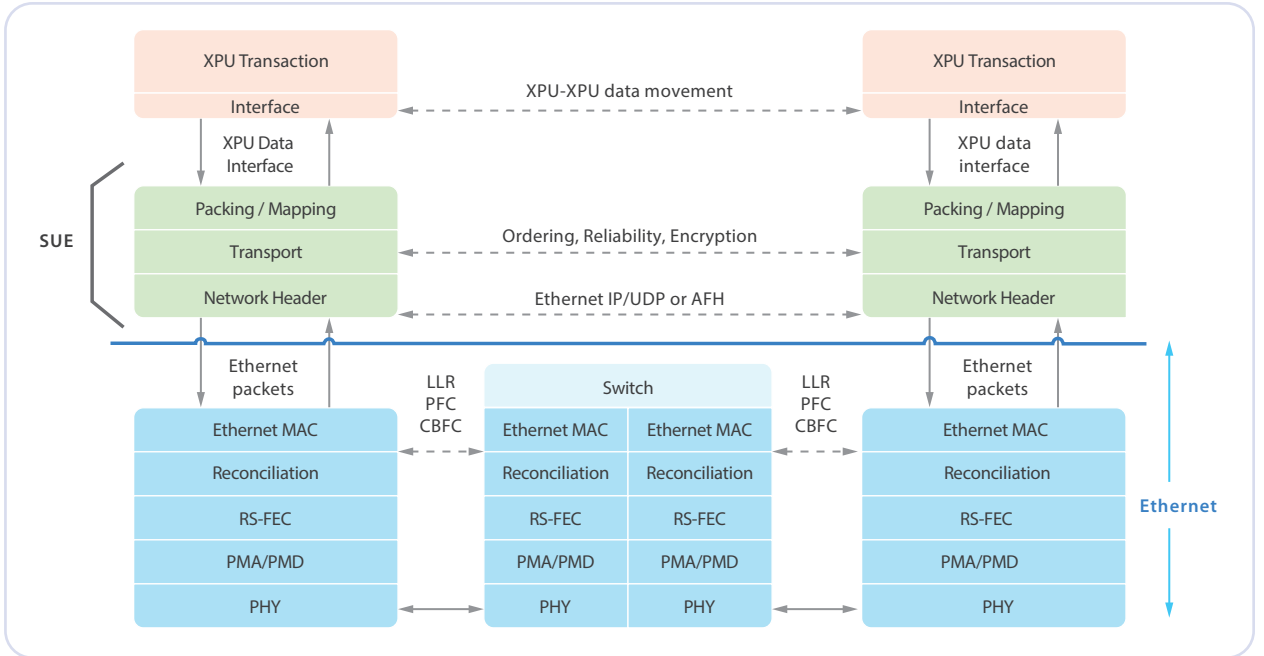 XPU Transaction
XPU Transaction
XPU-XPU data movement
Interface
Interface
XPU Data
Interface
XPU data
interface
SUE
Packing / Mapping
Packing / Mapping
Ordering, Reliability, Encryption
Transport
Transport
Network Header
Ethernet IP/UDP or AFH
Network Header
Ethernet
packets
LLR
PFC
CBFC
Switch
LLR
PFC
CBFC
Ethernet
packets
Ethernet MAC
Ethernet MAC
Ethernet MAC
Ethernet MAC
Reconciliation
Reconciliation
Reconciliation
Reconciliation
RS-FEC
RS-FEC
RS-FEC
RS-FEC
Ethernet
PMA/PMD
PMA/PMD
PMA/PMD
PMA/PMD
PHY
PHY
PHY
PHY